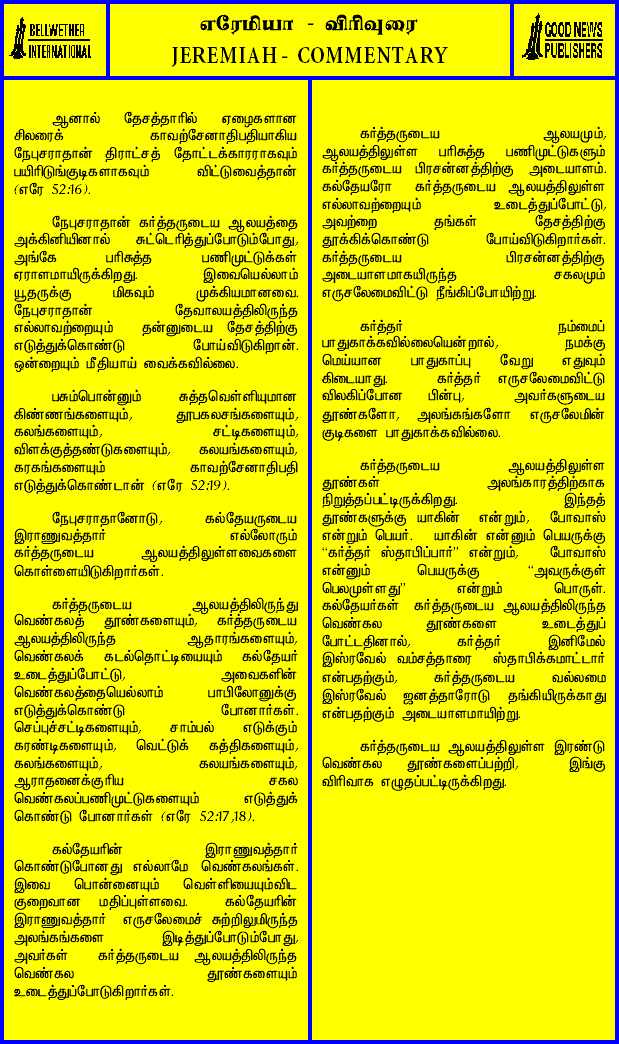 BELLWETHER
INTERNATIONAL
எரேமியா - விரிவுரை
JEREMIAH - COMMENTARY
GOOD NEWS
PUBLISHERS
ஆனால் தேசத்தாரில் ஏழைகளான
சிலரைக் காவற்சேனாதிபதியாகிய
நேபுசராதான் திராட்சத் தோட்டக்காரராகவும்
பயிரிடுங்குடிகளாகவும் விட்டுவைத்தான்
(எரே 52:16).
நேபுசராதான் கர்த்தருடைய ஆலயத்தை
அக்கினியினால் சுட்டெரித்துப்போடும்போது,
அங்கே பரிசுத்த பணிமுட்டுக்கள்
ஏராளமாயிருக்கிறது. இவையெல்லாம்
யூதருக்கு மிகவும் முக்கியமானவை.
நேபுசராதான் தேவாலயத்திலிருந்த
எல்லாவற்றையும் தன்னுடைய தேசத்திற்கு
எடுத்துக்கொண்டு போய்விடுகிறான்.
ஒன்றையும் மீதியாய் வைக்கவில்லை.
பசும்பொன்னும் சுத்தவெள்ளியுமான
கிண்ணங்களையும், தூபகலசங்களையும்,
கலங்களையும், சட்டிகளையும்,
விளக்குத்தண்டுகளையும், கலயங்களையும்,
கரகங்களையும் காவற்சேனாதிபதி
எடுத்துக்கொண்டான் (எரே 52:19).
நேபுசராதானோடு, கல்தேயருடைய
இராணுவத்தார் எல்லோரும்
கர்த்தருடைய ஆலயத்திலுள்ளவைகளை
கொள்ளையிடுகிறார்கள்.
கர்த்தருடைய ஆலயத்திலிருந்து
வெண்கலத் தூண்களையும், கர்த்தருடைய
ஆலயத்திலிருந்த ஆதாரங்களையும்,
வெண்கலக் கடல்தொட்டியையும் கல்தேயர்
உடைத்துப்போட்டு, அவைகளின்
வெண்கலத்தையெல்லாம் பாபிலோனுக்கு
எடுத்துக்கொண்டு போனார்கள்.
செப்புச்சட்டிகளையும், சாம்பல் எடுக்கும்
கரண்டிகளையும், வெட்டுக் கத்திகளையும்,
கலங்களையும், கலயங்களையும்,
ஆராதனைக்குரிய சகல
வெண்கலப்பணிமுட்டுகளையும் எடுத்துக்
கொண்டு போனார்கள் (எரே 52:17,18).
கல்தேயரின் இராணுவத்தார்
கொண்டுபோனது எல்லாமே வெண்கலங்கள்.
இவை பொன்னையும் வெள்ளியையும்விட
குறைவான மதிப்புள்ளவை. கல்தேயரின்
இராணுவத்தார் எருசலேமைச் சுற்றிலுமிருந்த
அலங்கங்களை இடித்துப்போடும்போது,
அவர்கள் கர்த்தருடைய ஆலயத்திலிருந்த
வெண்கல தூண்களையும்
உடைத்துப்போடுகிறார்கள்.
கர்த்தருடைய ஆலயமும்,
ஆலயத்திலுள்ள பரிசுத்த பணிமுட்டுகளும்
கர்த்தருடைய பிரசன்னத்திற்கு அடையாளம்.
கல்தேயரோ கர்த்தருடைய ஆலயத்திலுள்ள
எல்லாவற்றையும் உடைத்துப்போட்டு,
அவற்றை தங்கள் தேசத்திற்கு
தூக்கிக்கொண்டு போய்விடுகிறார்கள்.
கர்த்தருடைய பிரசன்னத்திற்கு
அடையாளமாகயிருந்த சகலமும்
எருசலேமைவிட்டு நீங்கிப்போயிற்று.
கர்த்தர் நம்மைப்
பாதுகாக்கவில்லையென்றால், நமக்கு
மெய்யான பாதுகாப்பு வேறு எதுவும்
கிடையாது. கர்த்தர் எருசலேமைவிட்டு
விலகிப்போன பின்பு, அவர்களுடைய
தூண்களோ, அலங்கங்களோ எருசலேமின்
குடிகளை பாதுகாக்கவில்லை.
கர்த்தருடைய ஆலயத்திலுள்ள
தூண்கள் அலங்காரத்திற்காக
நிறுத்தப்பட்டிருக்கிறது. இந்தத்
தூண்களுக்கு யாகின் என்றும், போவாஸ்
என்றும் பெயர். யாகின் என்னும் பெயருக்கு
“கர்த்தர் ஸ்தாபிப்பார்” என்றும், போவாஸ்
என்னும் பெயருக்கு “அவருக்குள்
பெலமுள்ளது” என்றும் பொருள்.
கல்தேயர்கள் கர்த்தருடைய ஆலயத்திலிருந்த
வெண்கல தூண்களை உடைத்துப்
போட்டதினால், கர்த்தர் இனிமேல்
இஸ்ரவேல் வம்சத்தாரை ஸ்தாபிக்கமாட்டார்
என்பதற்கும், கர்த்தருடைய வல்லமை
இஸ்ரவேல் ஜனத்தாரோடு தங்கியிருக்காது
என்பதற்கும் அடையாளமாயிற்று.
கர்த்தருடைய ஆலயத்திலுள்ள இரண்டு
வெண்கல தூண்களைப்பற்றி, இங்கு
விரிவாக எழுதப்பட்டிருக்கிறது.